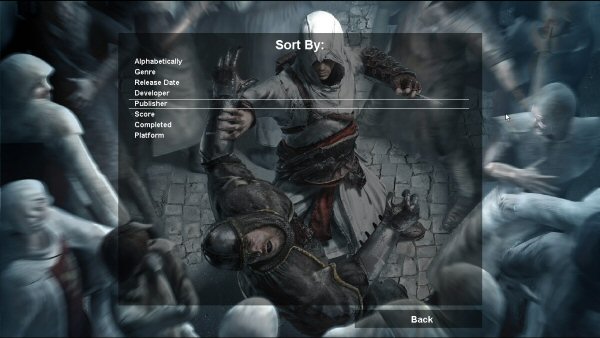 Sort By:
Alphabetically
Genre
Release Date
Developer
Publisher
Score
Completed
Platform
Back